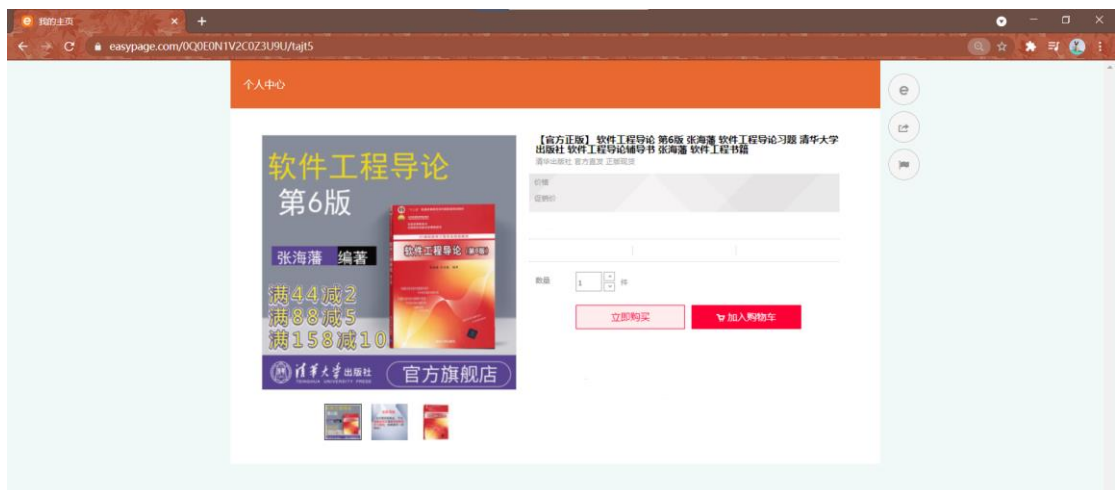 我的主页
easypage.com/0Q0E0N1V2C0Z3U9U/tajt5
个人中心
软件工程导论
第6版
张海藩 编著
满44减2
满88减5
满158减10
清华大学出版社
TSINGHUA UNIVERSITY PRESS
官方旗舰店
软件工程导论(第6版)
【官方正版】 软件工程导论 第6版 张海藩 软件工程导论习题 清华大学
出版社 软件工程导论辅导书 张海藩 软件工程书籍
清华出版社 官方直发 正版现货
价格
促销价
数量 1 件
立即购买
加入购物车